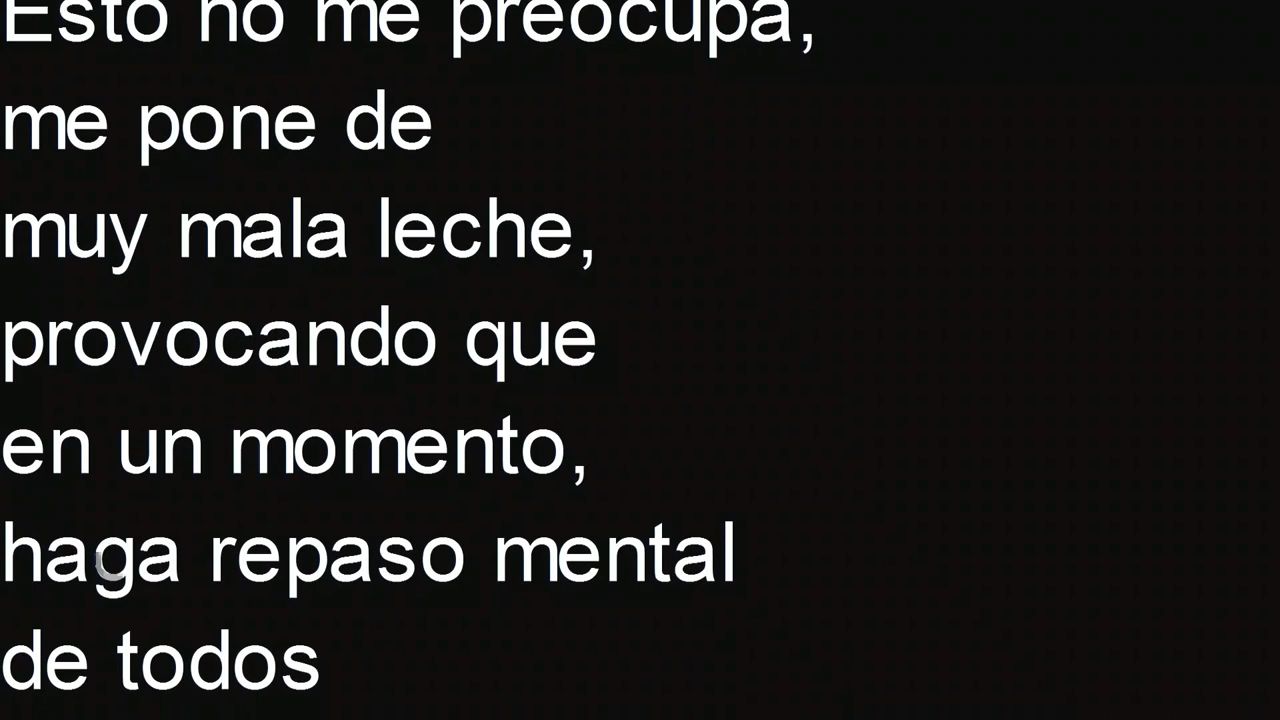 Esto no me preocupa,
me pone de
muy mala leche,
provocando que
en un momento,
haga repaso mental
de todos